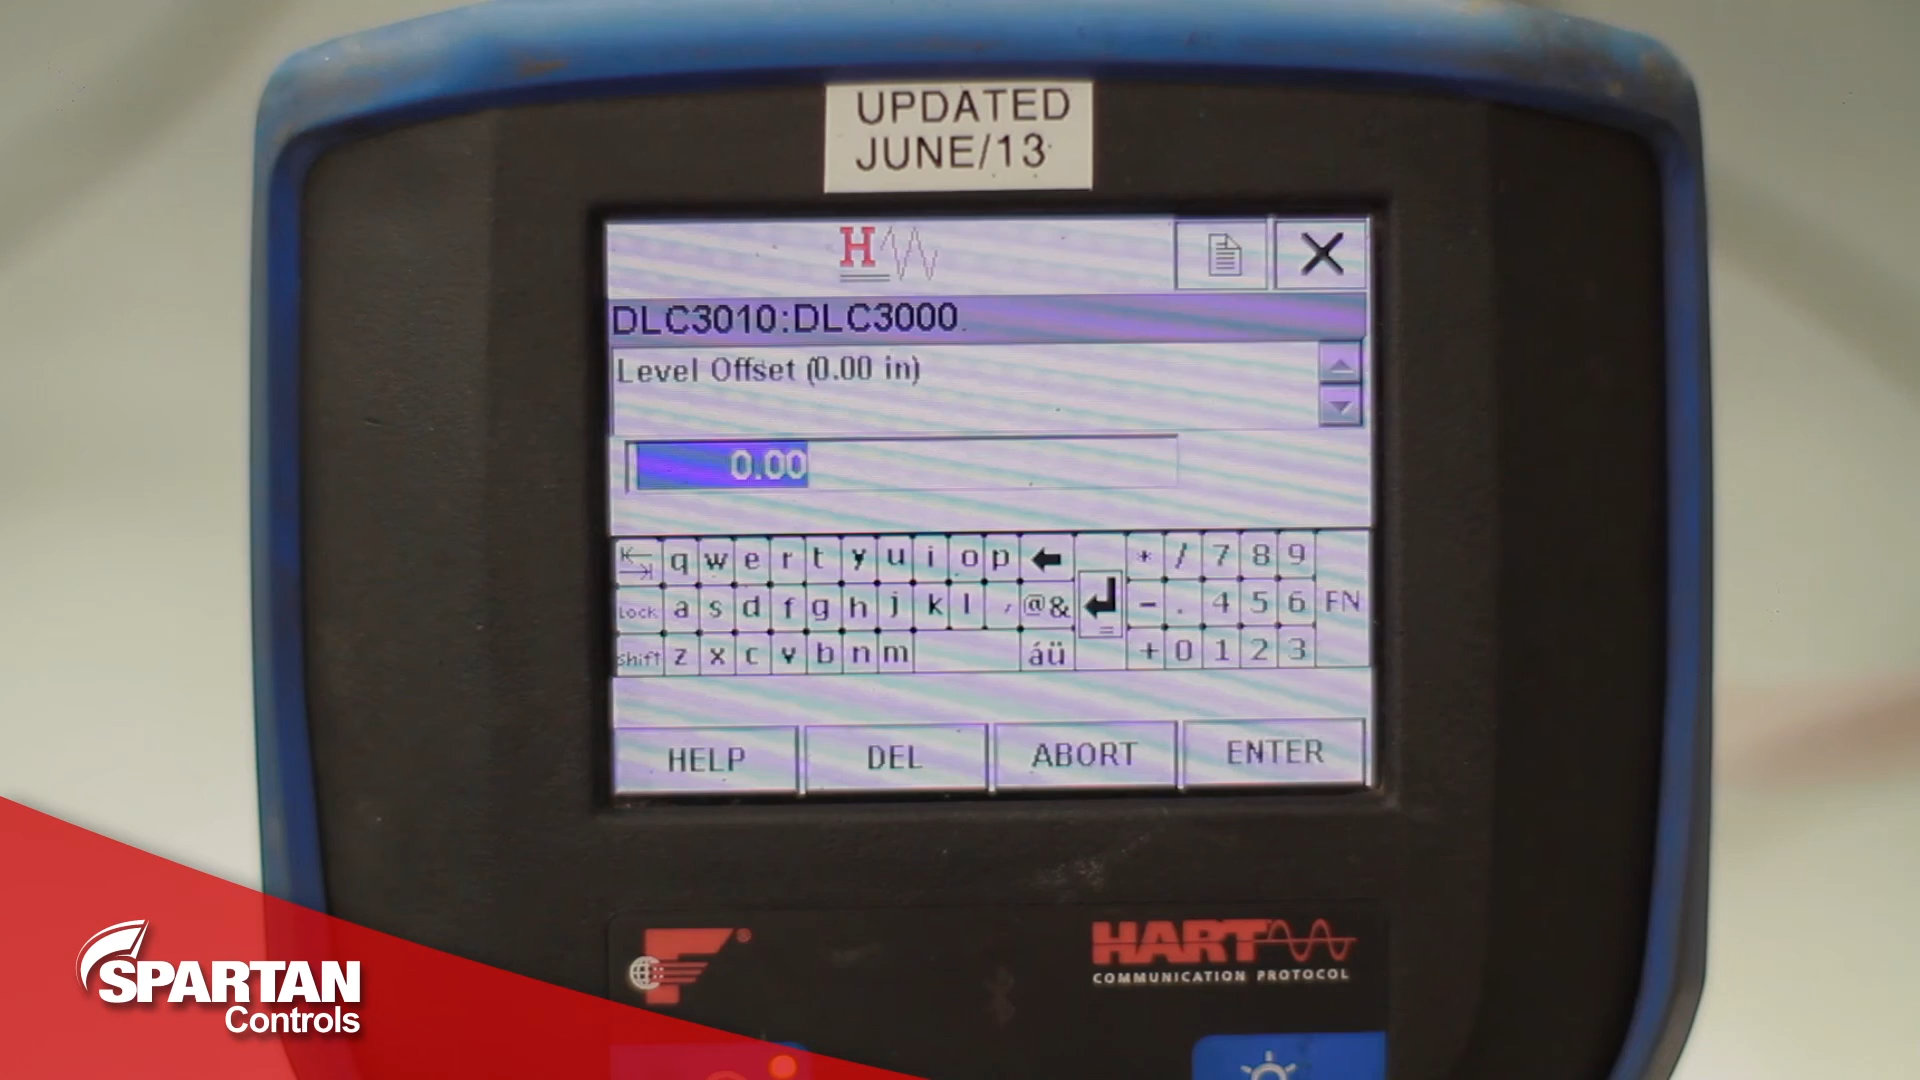 UPDATED
JUNE/13
H
DLC3010:DLC3000
Level Offset (0.00 in)
0.00
q w e r t y u i o p * / 7 8 9
Lock a s d f g h j k l , @& - . 4 5 6 FN
Shift z x c v b n m áü + 0 1 2 3
HELP DEL ABORT ENTER
F®
HART
COMMUNICATION PROTOCOL
SPARTAN
Controls